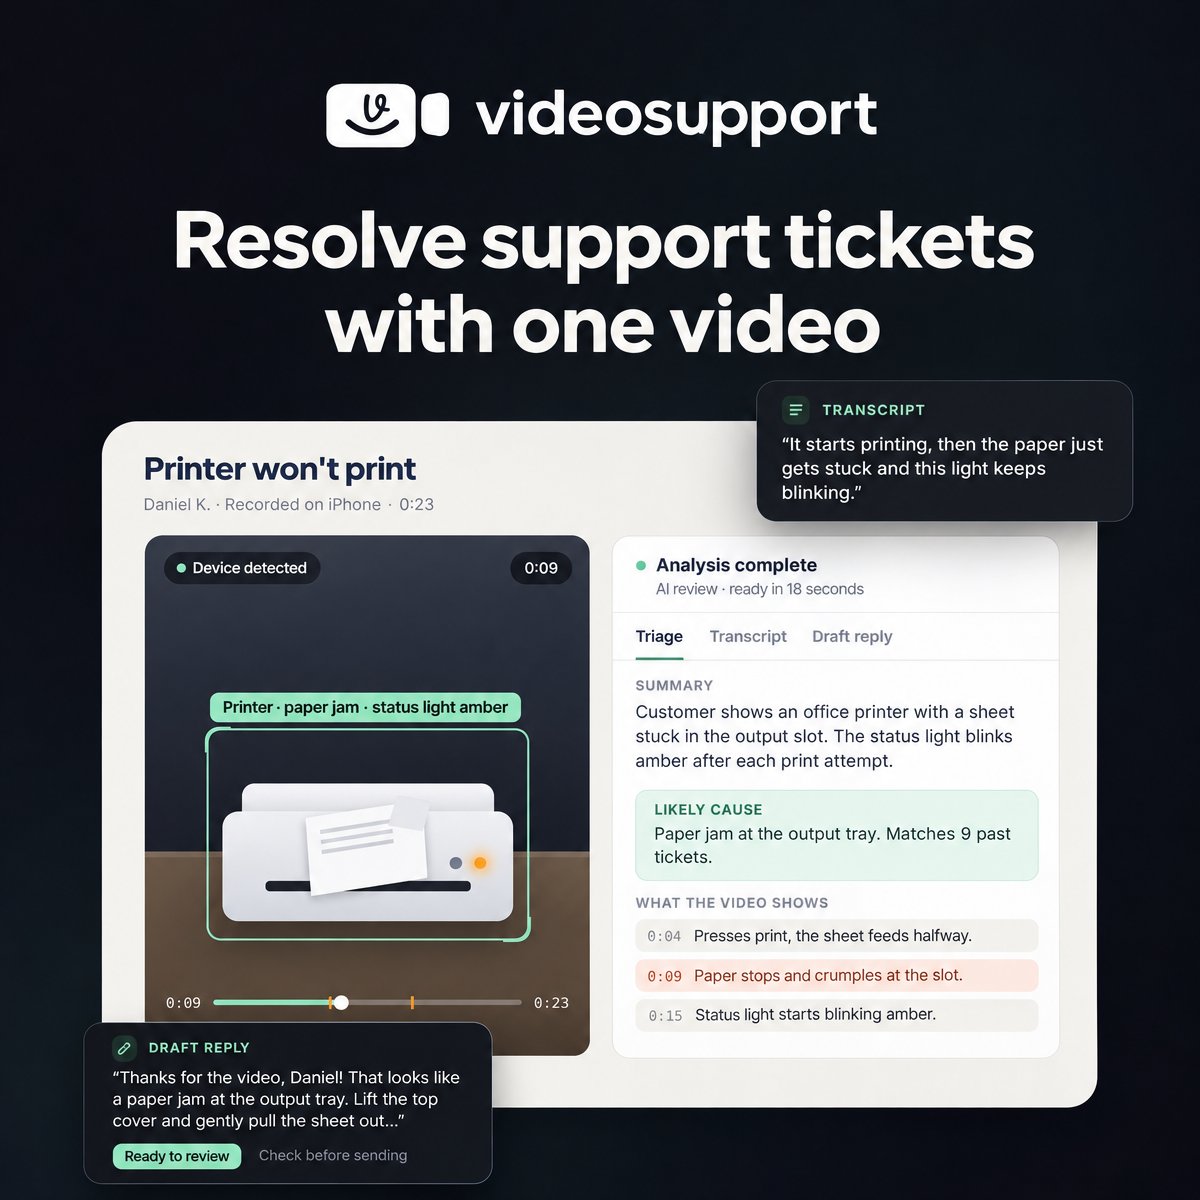 videosupport
Resolve support tickets
with one video
TRANSCRIPT
“It starts printing, then the paper just
gets stuck and this light keeps
blinking.”
Printer won't print
Daniel K. · Recorded on iPhone · 0:23
Device detected
0:09
Printer · paper jam · status light amber
0:09
0:23
Analysis complete
AI review · ready in 18 seconds
Triage Transcript Draft reply
SUMMARY
Customer shows an office printer with a sheet
stuck in the output slot. The status light blinks
amber after each print attempt.
LIKELY CAUSE
Paper jam at the output tray. Matches 9 past
tickets.
WHAT THE VIDEO SHOWS
0:04 Presses print, the sheet feeds halfway.
0:09 Paper stops and crumples at the slot.
0:15 Status light starts blinking amber.
DRAFT REPLY
“Thanks for the video, Daniel! That looks like
a paper jam at the output tray. Lift the top
cover and gently pull the sheet out...”
Ready to review Check before sending